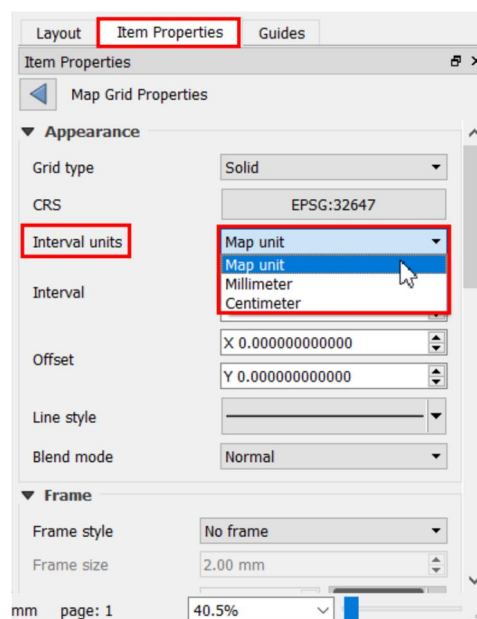 Layout Item Properties Guides
Item Properties
Map Grid Properties
Appearance
Grid type Solid
CRS EPSG:32647
Interval units Map unit
Map unit
Millimeter
Interval
Centimeter
X 0.000000000000
Offset
Y 0.000000000000
Line style
Blend mode Normal
Frame
Frame style No frame
Frame size 2.00 mm
mm page: 1 40.5%